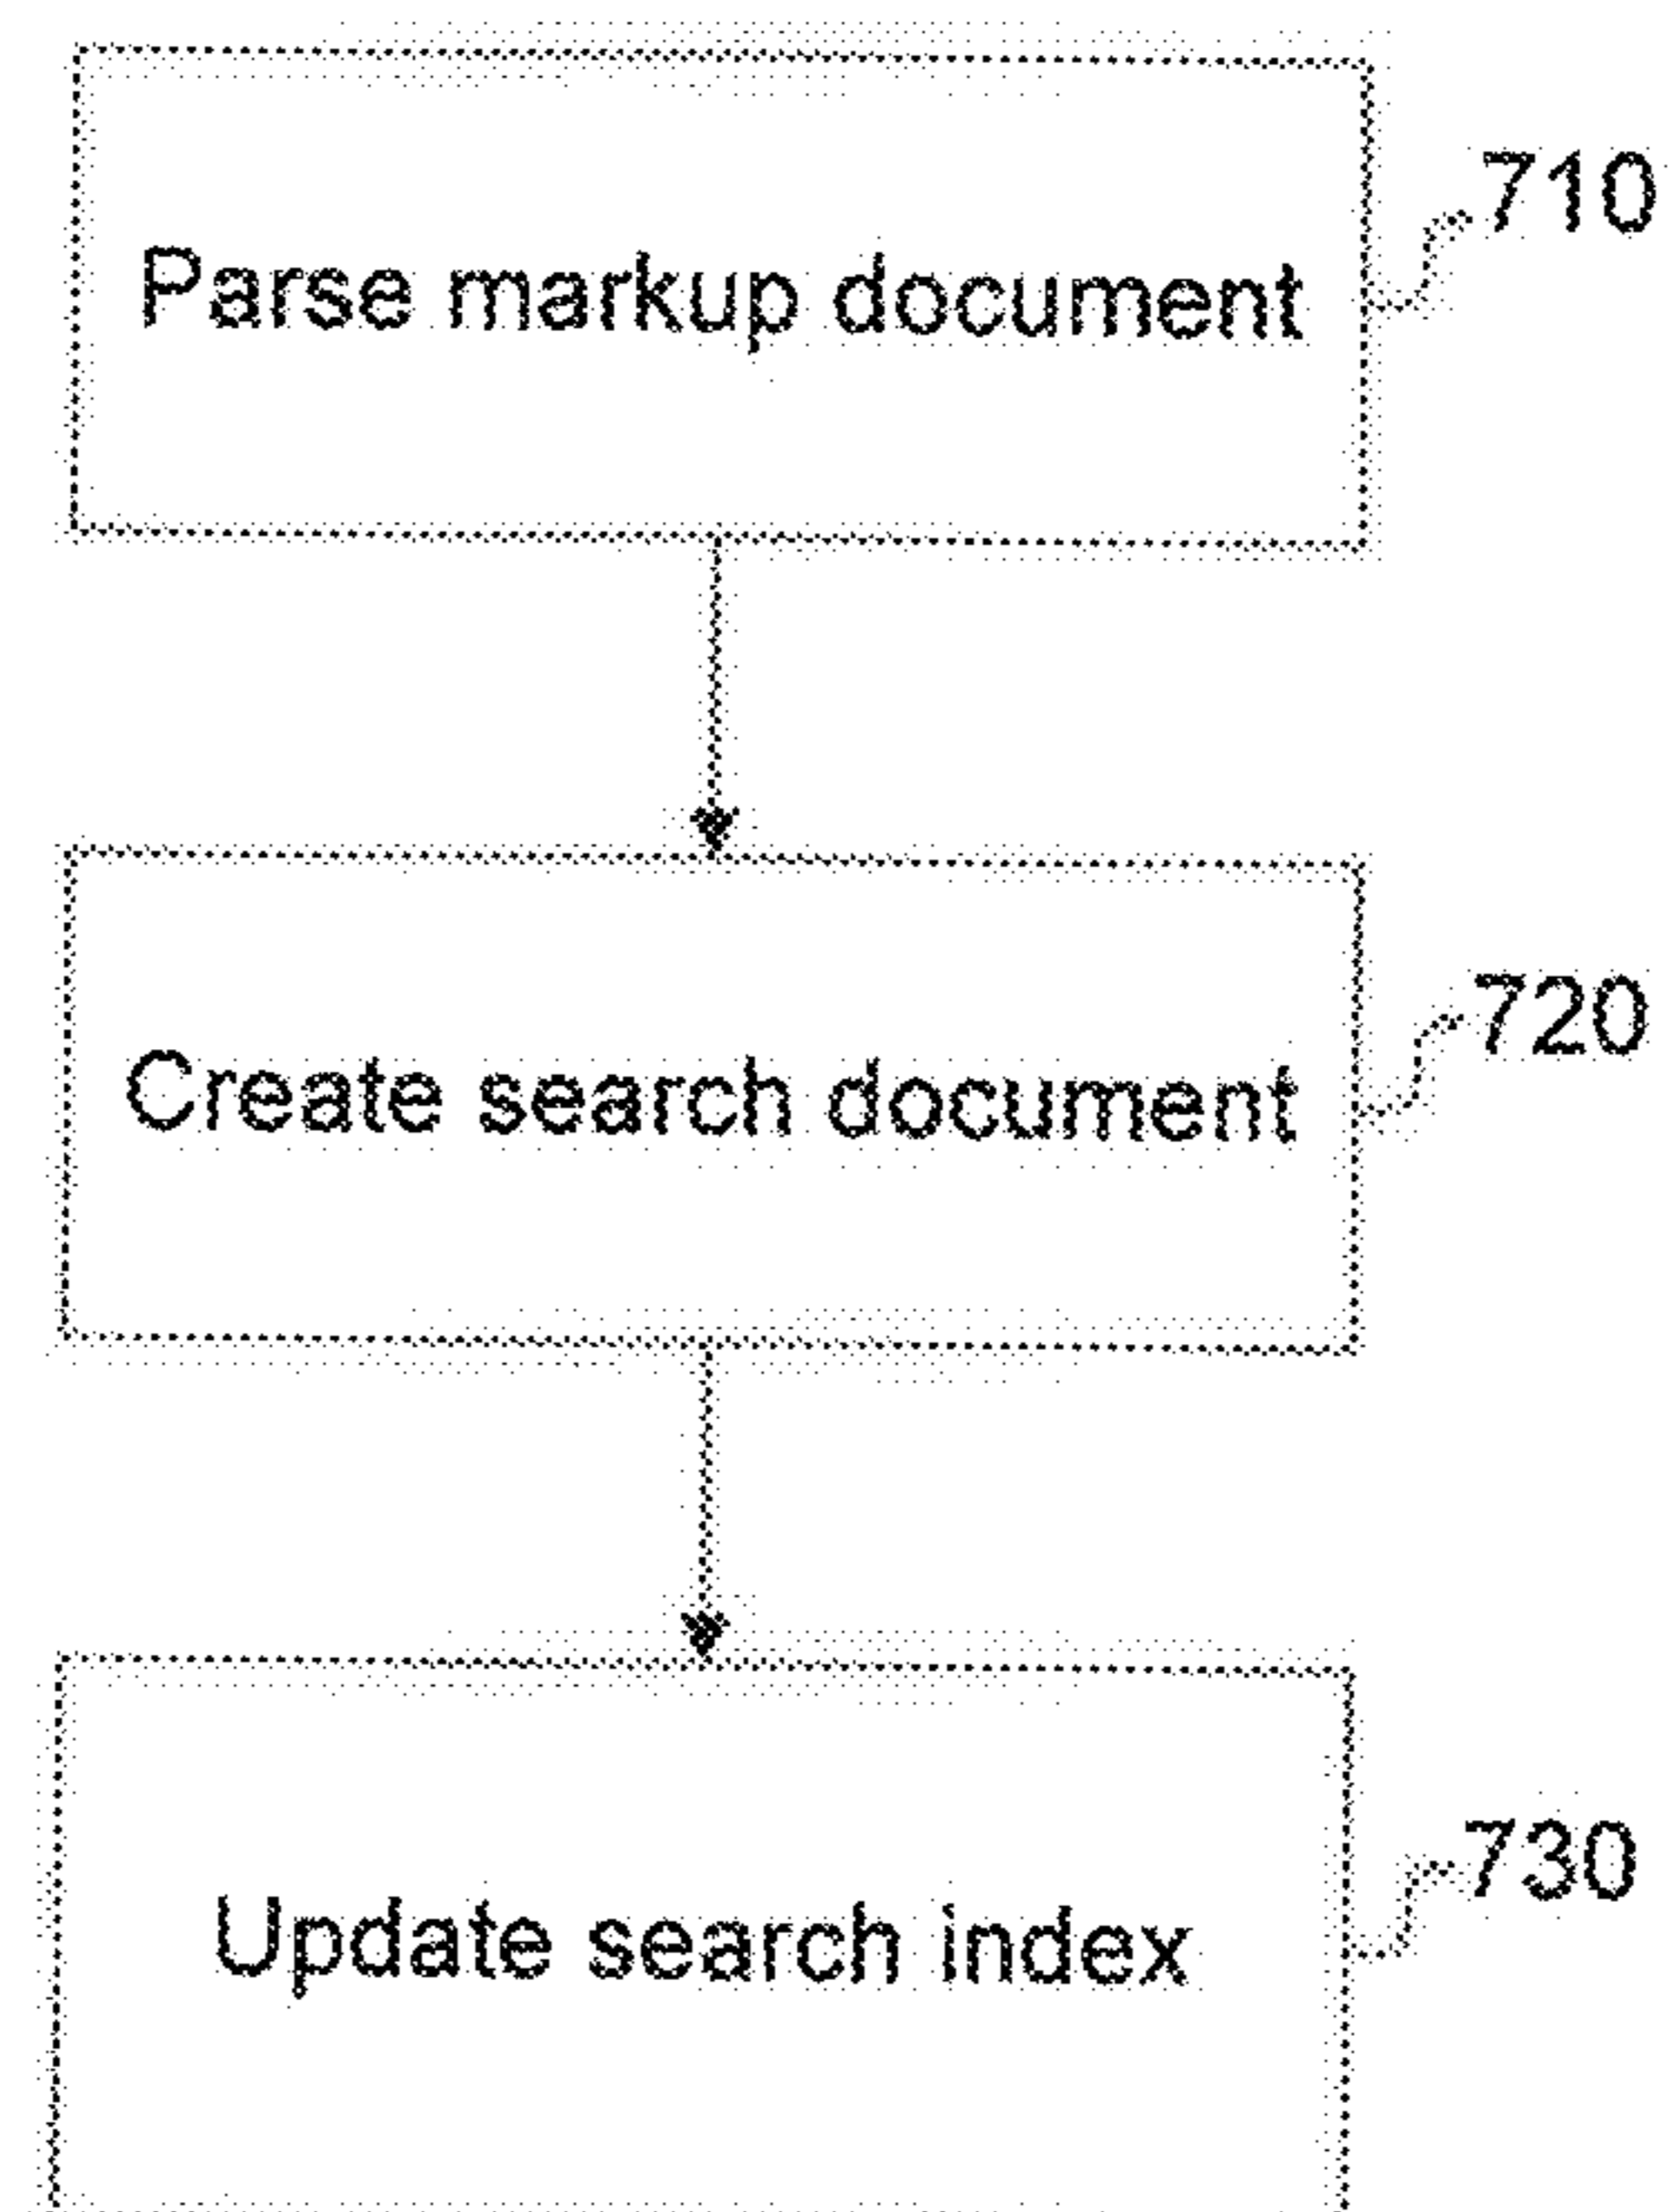 710
Parse markup document
720
Create search document
730
Update search index